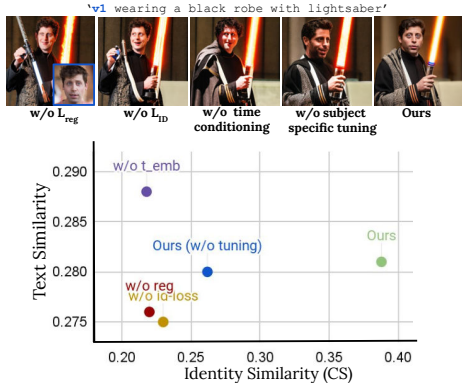 ‘v1 wearing a black robe with lightsaber’
w/o Lreg
w/o LID
w/o time conditioning
w/o subject specific tuning
Ours
0.290
0.285
0.280
0.275
Text Similarity
w/o t_emb
Ours (w/o tuning)
Ours
w/o reg
w/o id-loss
0.20
0.25
0.30
0.35
0.40
Identity Similarity (CS)